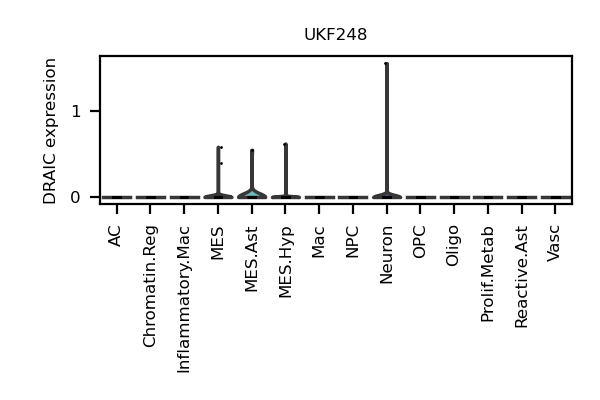 UKF248
DRAIC expression
1
0
AC
Chromatin.Reg
Inflammatory.Mac
MES
MES.Ast
MES.Hyp
Mac
NPC
Neuron
OPC
Oligo
Prolif.Metab
Reactive.Ast
Vasc